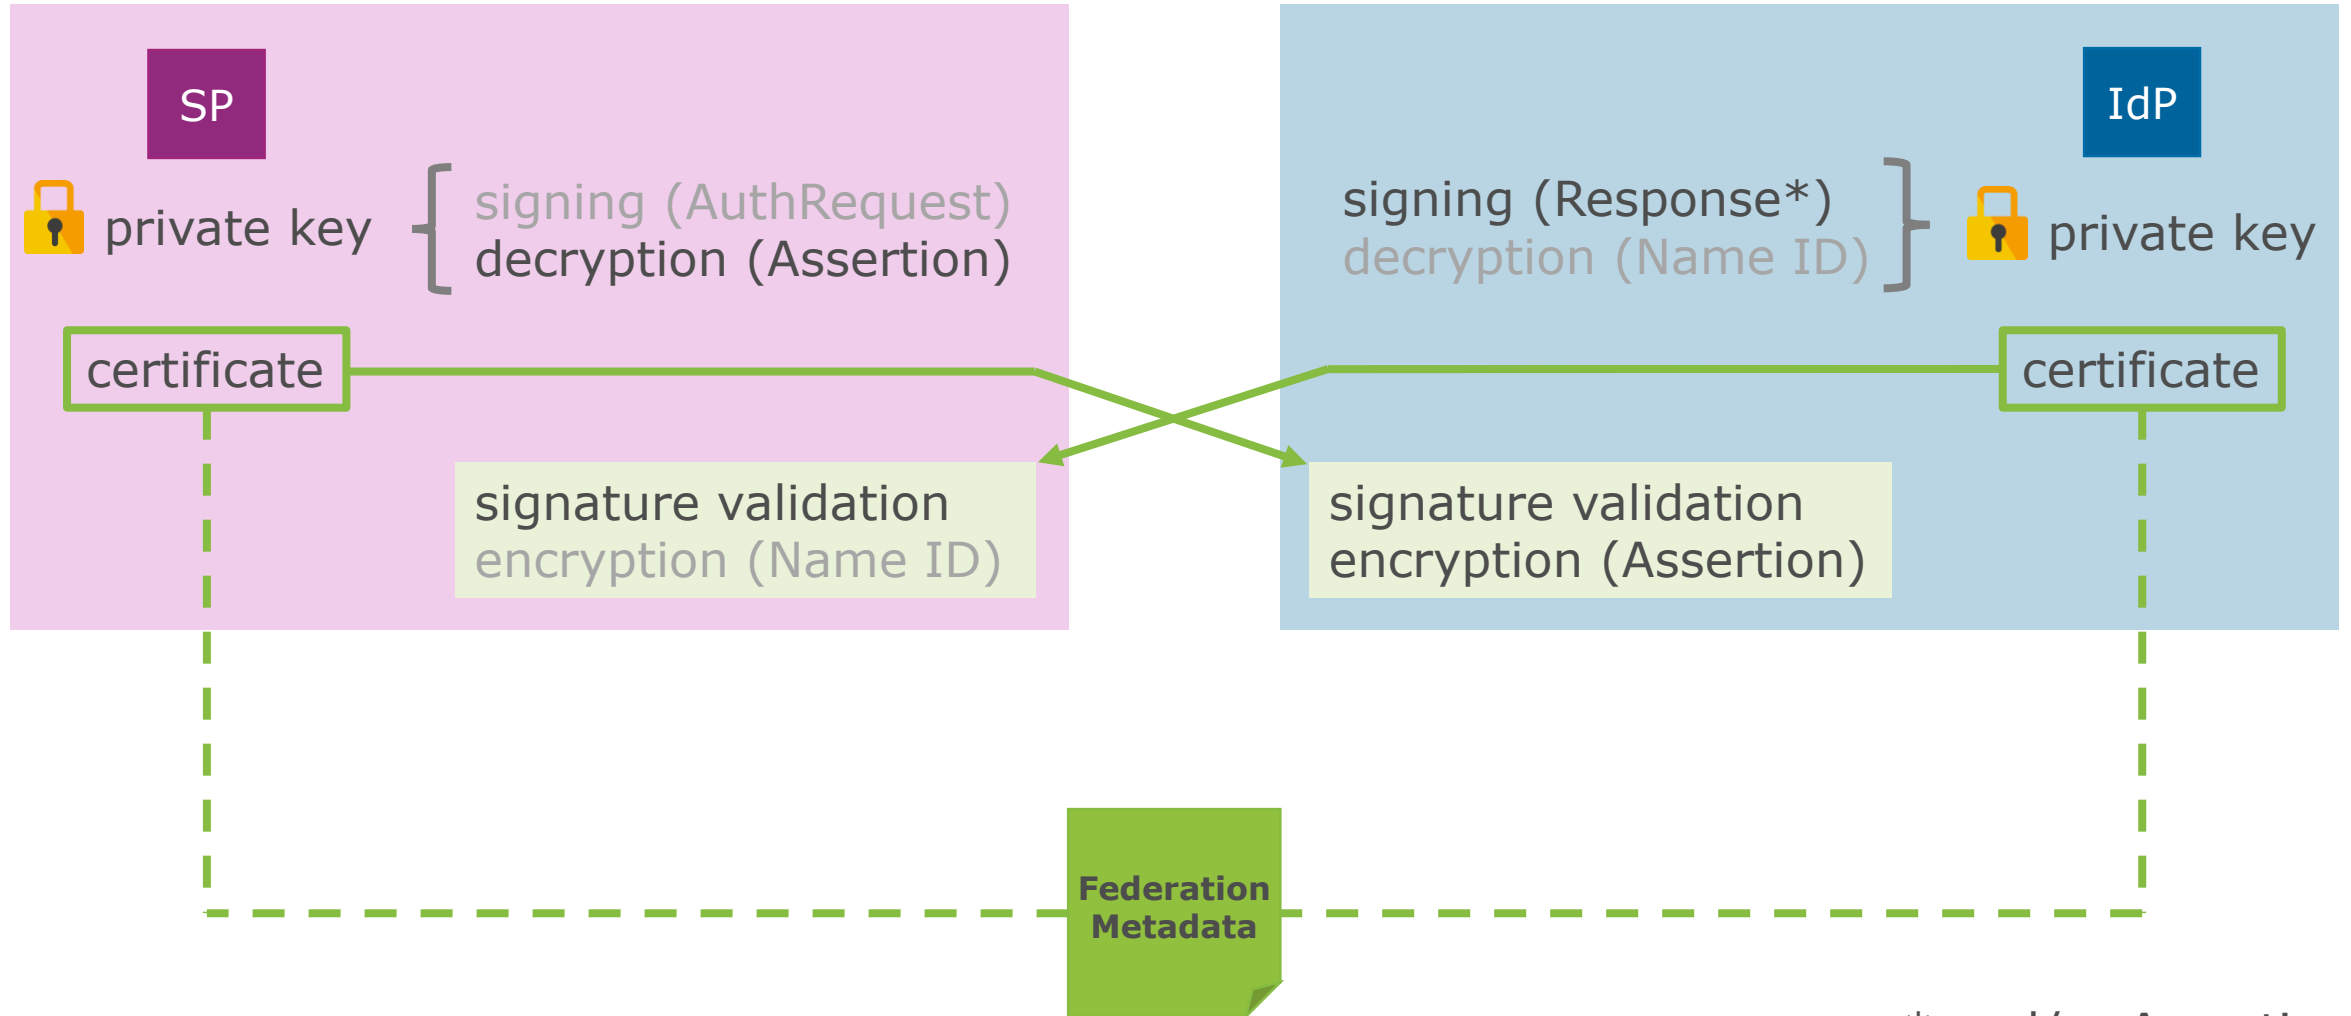 SP
private key
signing (AuthRequest)
decryption (Assertion)
certificate
signature validation
encryption (Name ID)
IdP
signing (Response*)
decryption (Name ID)
private key
certificate
signature validation
encryption (Assertion)
Federation
Metadata